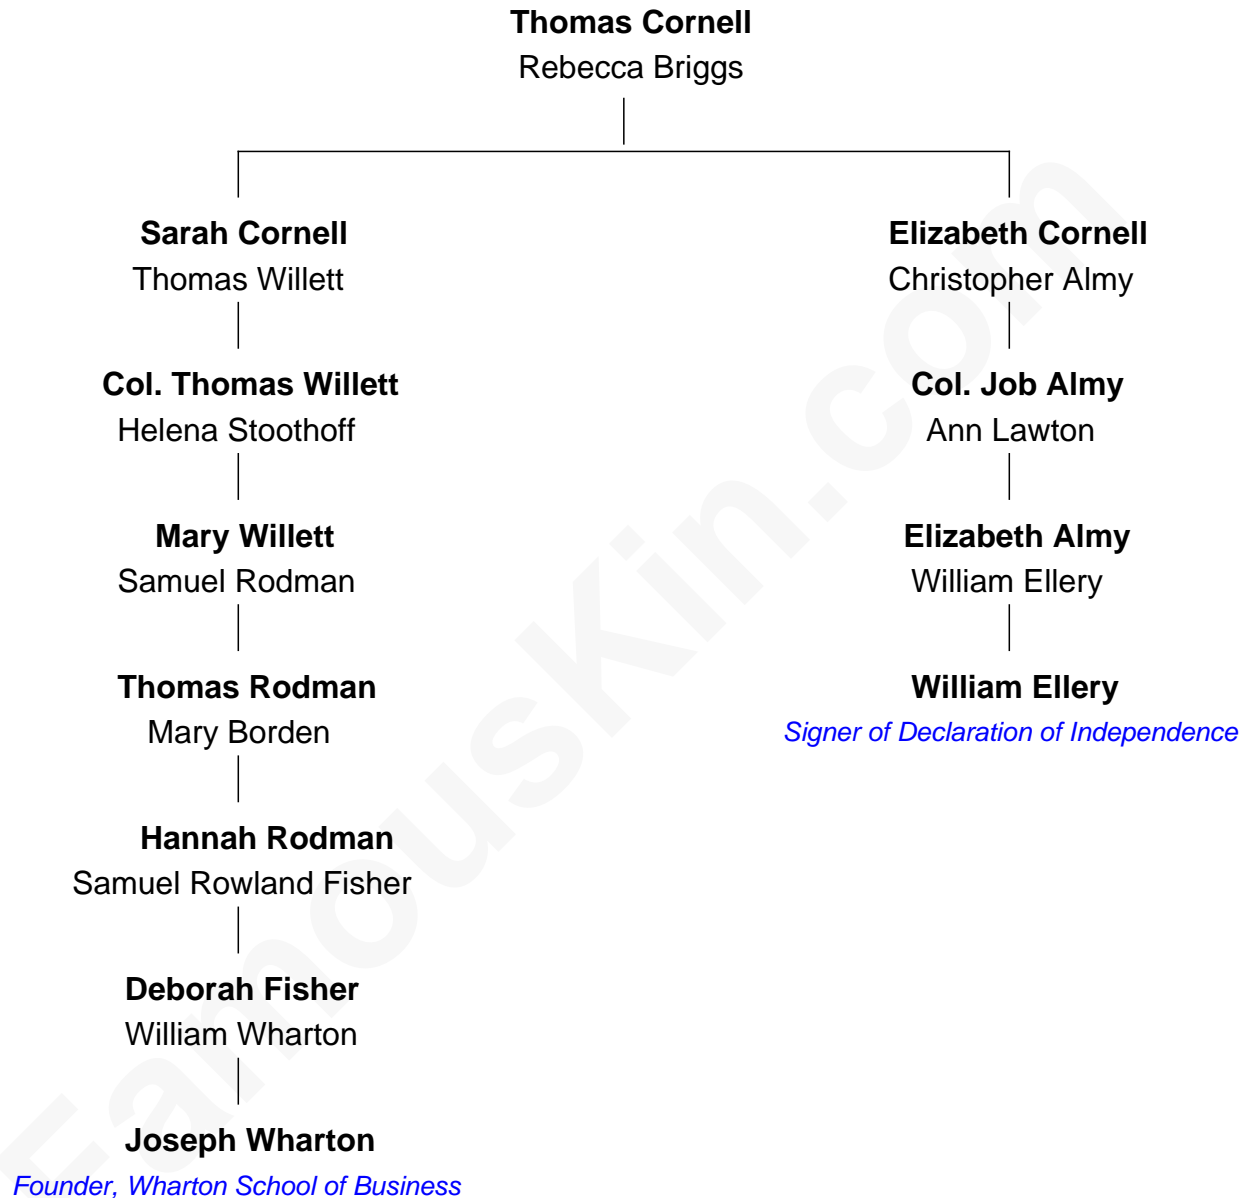 Thomas Cornell
Rebecca Briggs
Sarah Cornell
Thomas Willett
Col. Thomas Willett
Helena Stoothoff
Mary Willett
Samuel Rodman
Thomas Rodman
Mary Borden
Hannah Rodman
Samuel Rowland Fisher
Deborah Fisher
William Wharton
Joseph Wharton
Founder, Wharton School of Business
Elizabeth Cornell
Christopher Almy
Col. Job Almy
Ann Lawton
Elizabeth Almy
William Ellery
William Ellery
Signer of Declaration of Independence
FamousKin.com